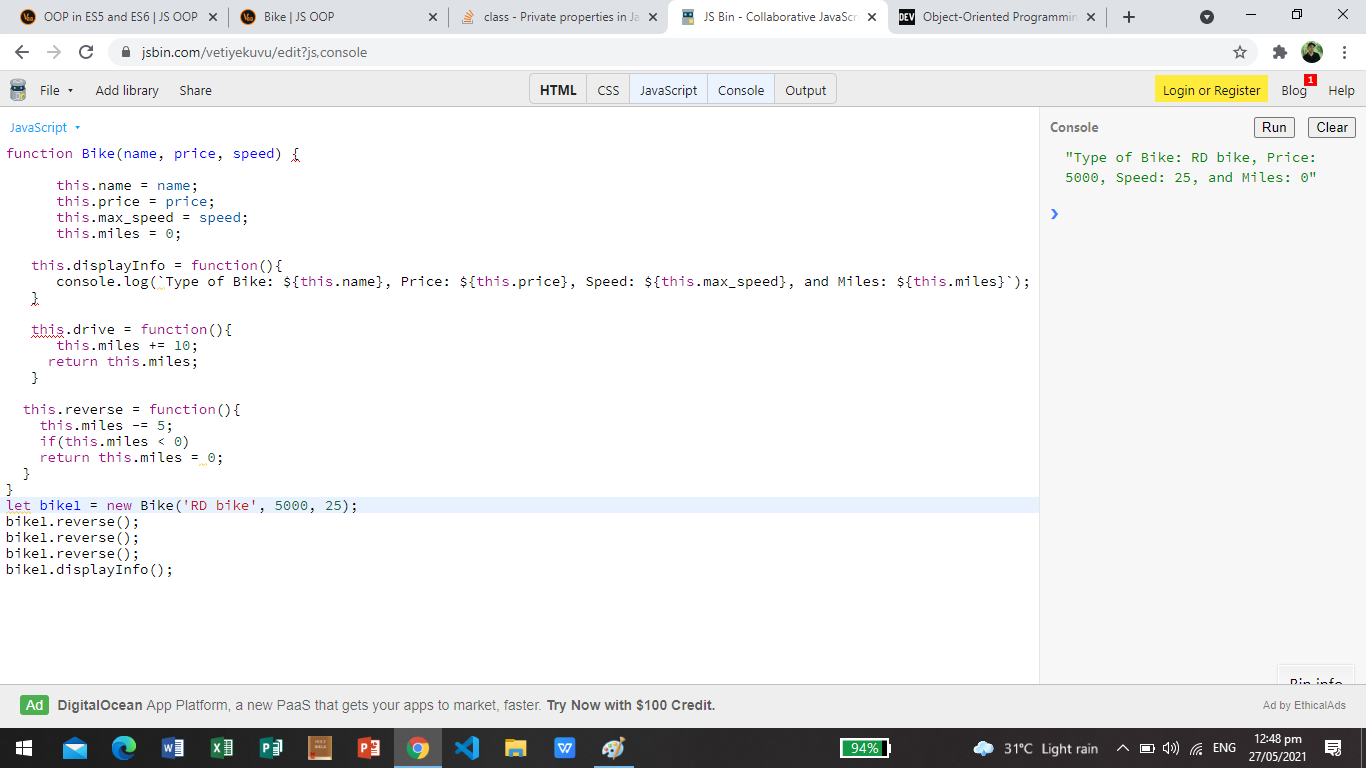 OOP in ES5 and ES6 | JS OOP
Bike | JS OOP
class - Private properties in Ja
JS Bin - Collaborative JavaScr
DEV Object-Oriented Programmin
jsbin.com/vetiyekuvu/edit?js,console
File Add library Share HTML CSS JavaScript Console Output Login or Register Blog 1 Help
JavaScript
function Bike(name, price, speed) {
this.name = name;
this.price = price;
this.max_speed = speed;
this.miles = 0;
this.displayInfo = function(){
console.log(`Type of Bike: ${this.name}, Price: ${this.price}, Speed: ${this.max_speed}, and Miles: ${this.miles}`);
}
this.drive = function(){
this.miles += 10;
return this.miles;
}
this.reverse = function(){
this.miles -= 5;
if(this.miles < 0)
return this.miles = 0;
}
}
let bike1 = new Bike('RD bike', 5000, 25);
bike1.reverse();
bike1.reverse();
bike1.reverse();
bike1.displayInfo();
Console Run Clear
"Type of Bike: RD bike, Price:
5000, Speed: 25, and Miles: 0"
Bin info
Ad DigitalOcean App Platform, a new PaaS that gets your apps to market, faster. Try Now with $100 Credit. Ad by EthicalAds
94% 31°C Light rain ENG 12:48 pm
27/05/2021